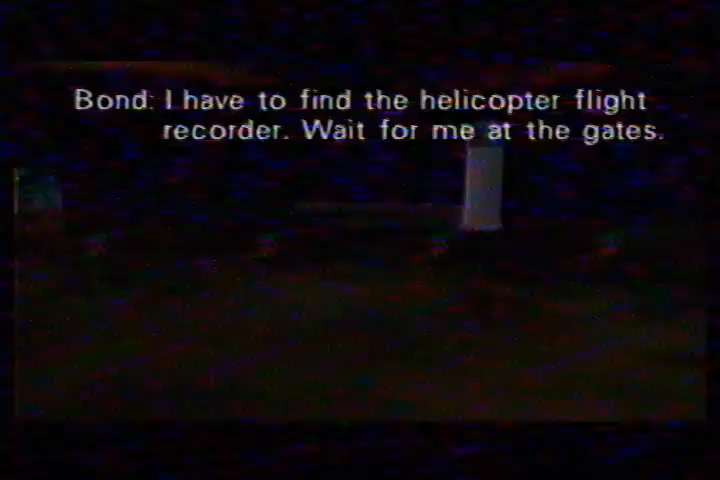 Bond: I have to find the helicopter flight
recorder. Wait for me at the gates.